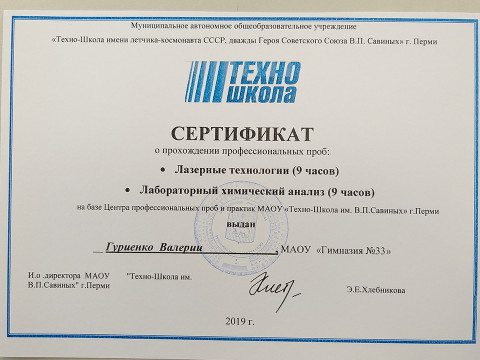 Муниципальное автономное общеобразовательное учреждение
«Техно-Школа имени летчика-космонавта СССР, дважды Героя Советского Союза В.П. Савиных» г. Перми
ТЕХНО
ШКОЛА
СЕРТИФИКАТ
о прохождении профессиональных проб:
• Лазерные технологии (9 часов)
• Лабораторный химический анализ (9 часов)
на базе Центра профессиональных проб и практик МАОУ «Техно-Школа им. В.П.Савиных» г.Перми
выдан
Гуриенко Валерии, МАОУ «Гимназия №33»
И.о .директора МАОУ "Техно-Школа им.
В.П.Савиных" г.Перми
Э.Е.Хлебникова
2019 г.